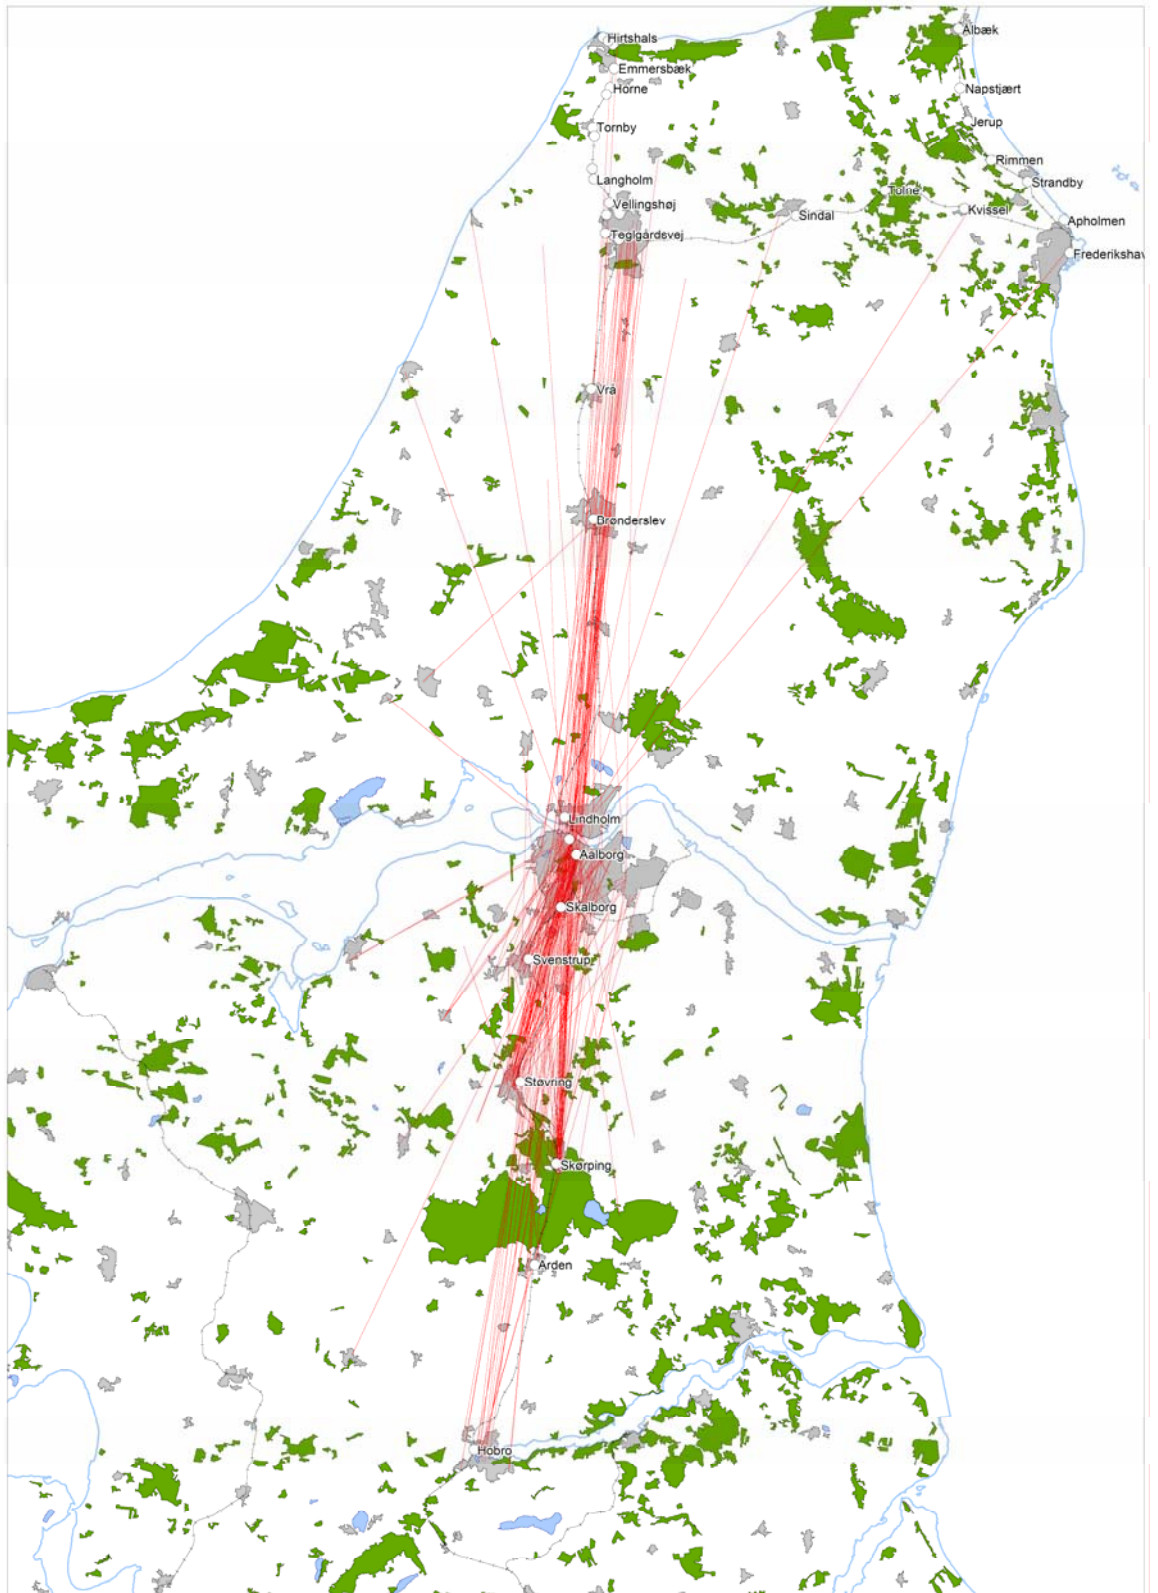 Hirtshals
Ålbæk
Emmersbæk
Horne
Napstjært
Jerup
Tornby
Rimmen
Langholm
Strandby
Tolne
Vellingshøj
Sindal
Kvissel
Apholmen
Teglgårdsvej
Frederikshav
Vrå
Brønderslev
Lindholm
Aalborg
Skalborg
Svenstrup
Støvring
Skørping
Arden
Hobro